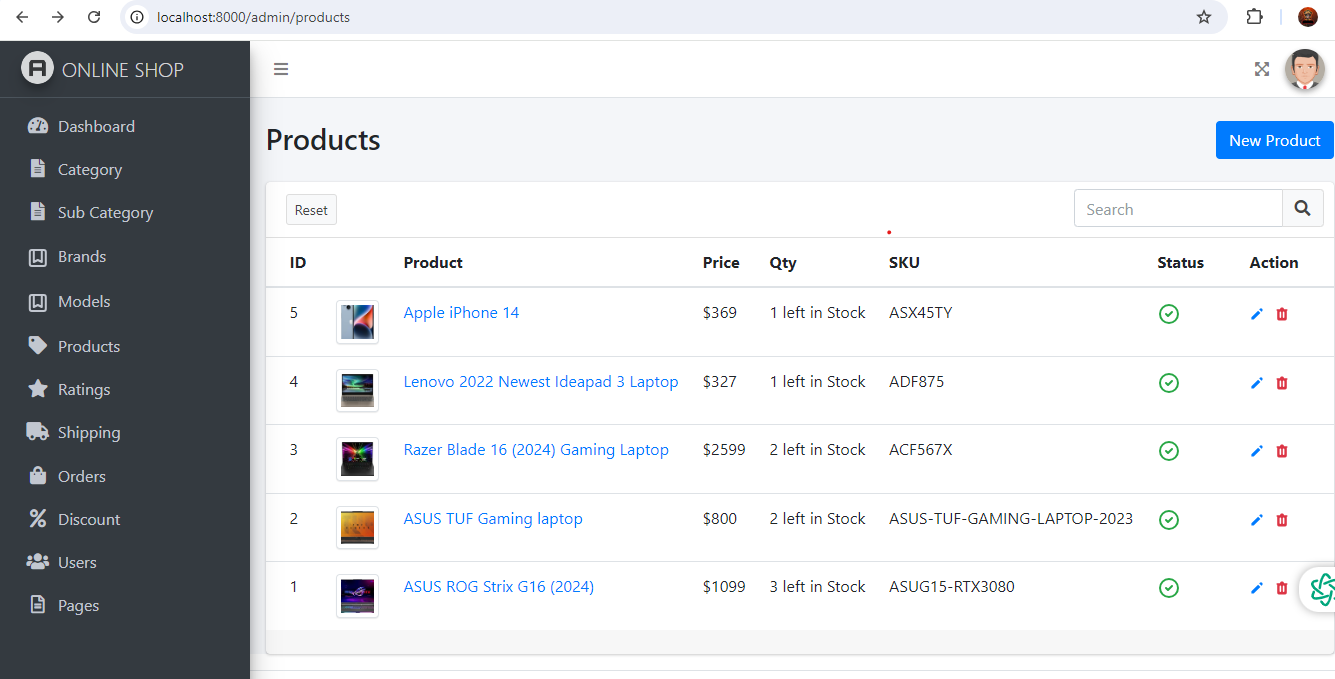 localhost:8000/admin/products
ONLINE SHOP
Dashboard
Category
Sub Category
Brands
Models
Products
Ratings
Shipping
Orders
Discount
Users
Pages
Products
New Product
Reset
Search
ID Product Price Qty SKU Status Action
5 Apple iPhone 14 $369 1 left in Stock ASX45TY
4 Lenovo 2022 Newest Ideapad 3 Laptop $327 1 left in Stock ADF875
3 Razer Blade 16 (2024) Gaming Laptop $2599 2 left in Stock ACF567X
2 ASUS TUF Gaming laptop $800 2 left in Stock ASUS-TUF-GAMING-LAPTOP-2023
1 ASUS ROG Strix G16 (2024) $1099 3 left in Stock ASUG15-RTX3080